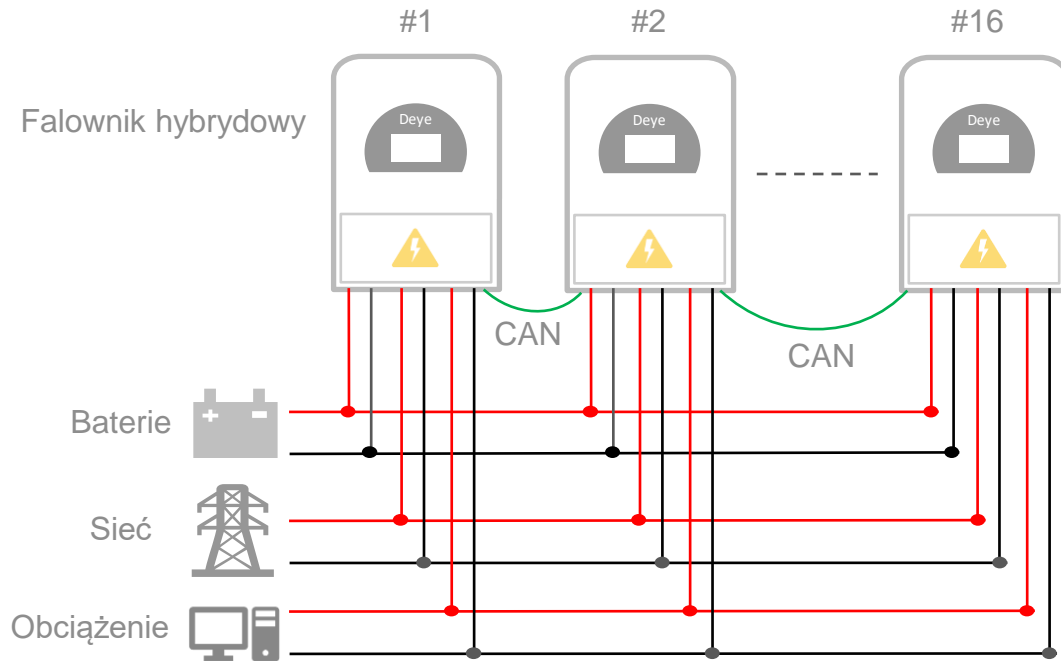 #1
#2
#16
Falownik hybrydowy
Deye
Deye
Deye
CAN
CAN
Baterie
Sieć
Obciążenie